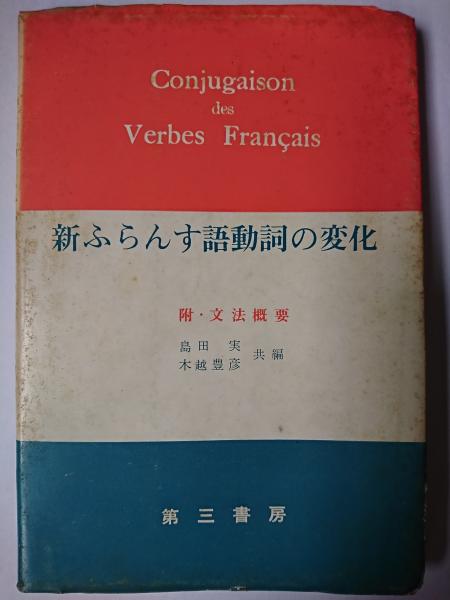 Conjugaison
des
Verbes Français
新ふらんす語動詞の変化
附・文法概要
島田 実
木越豊彦 共編
第三書房